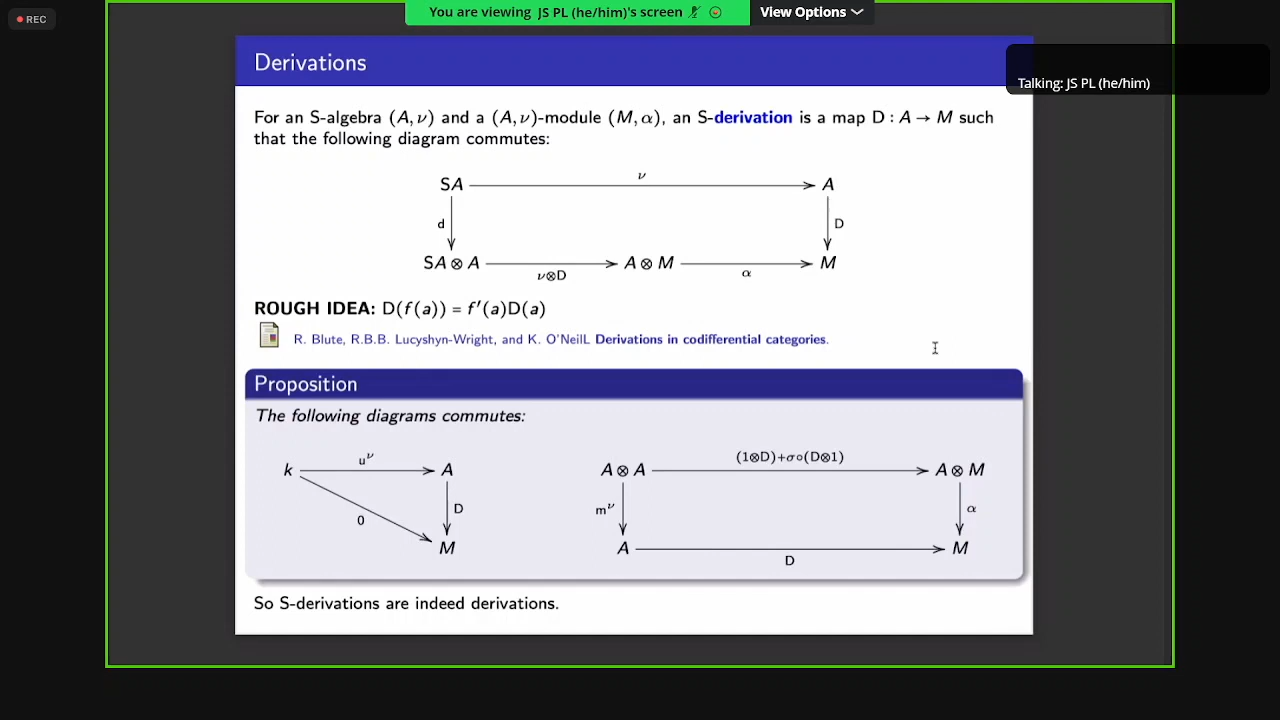 REC
You are viewing JS PL (he/him)'s screen
View Options
Talking: JS PL (he/him)
Derivations
For an S-algebra (A, ν) and a (A, ν)-module (M, α), an S-derivation is a map D : A → M such
that the following diagram commutes:
SA ν A
d D
SA ⊗ A ν⊗D A ⊗ M α M
ROUGH IDEA: D(f(a)) = f′(a)D(a)
R. Blute, R.B.B. Lucyshyn-Wright, and K. O'NeilL Derivations in codifferential categories.
Proposition
The following diagrams commutes:
k u^ν A A ⊗ A (1⊗D)+σ∘(D⊗1) A ⊗ M
0 D m^ν α
M A D M
So S-derivations are indeed derivations.